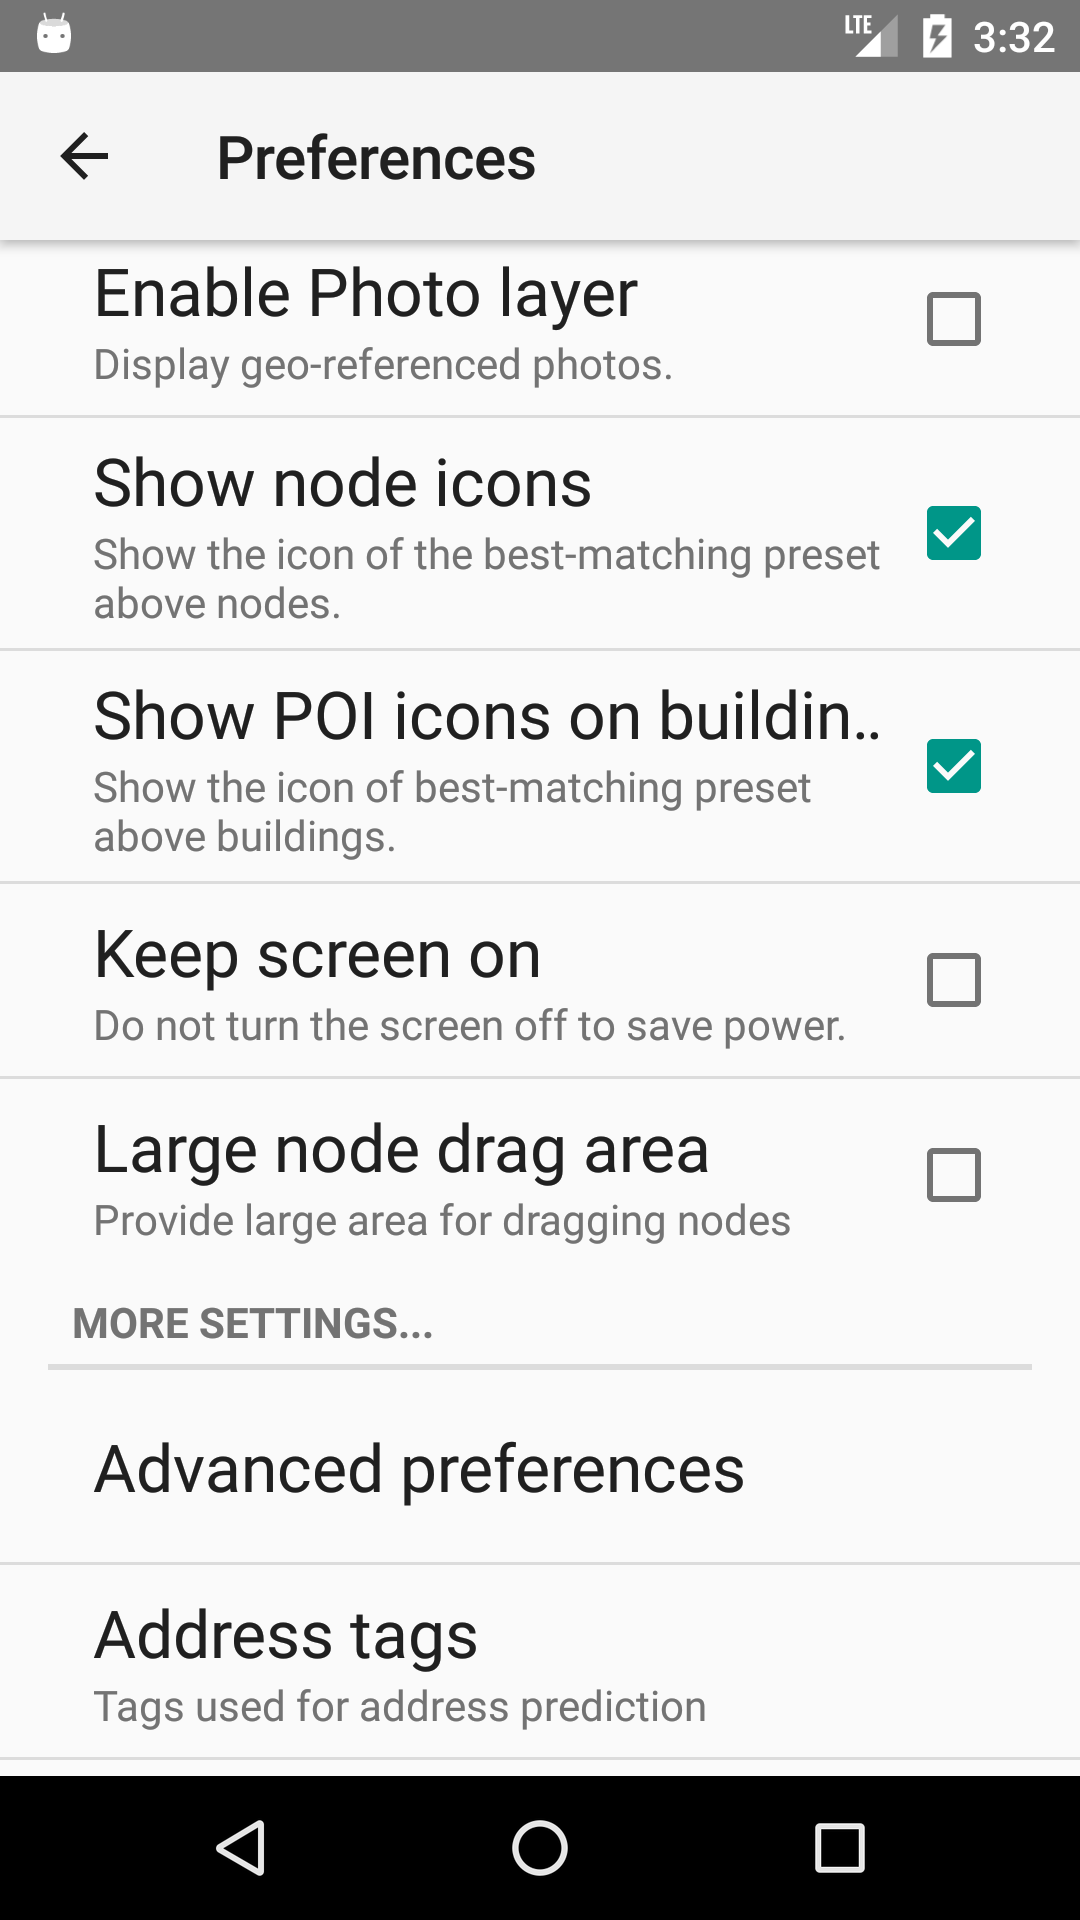 LTE 3:32
Preferences
Enable Photo layer
Display geo-referenced photos.
Show node icons
Show the icon of the best-matching preset
above nodes.
Show POI icons on buildin..
Show the icon of best-matching preset
above buildings.
Keep screen on
Do not turn the screen off to save power.
Large node drag area
Provide large area for dragging nodes
MORE SETTINGS...
Advanced preferences
Address tags
Tags used for address prediction